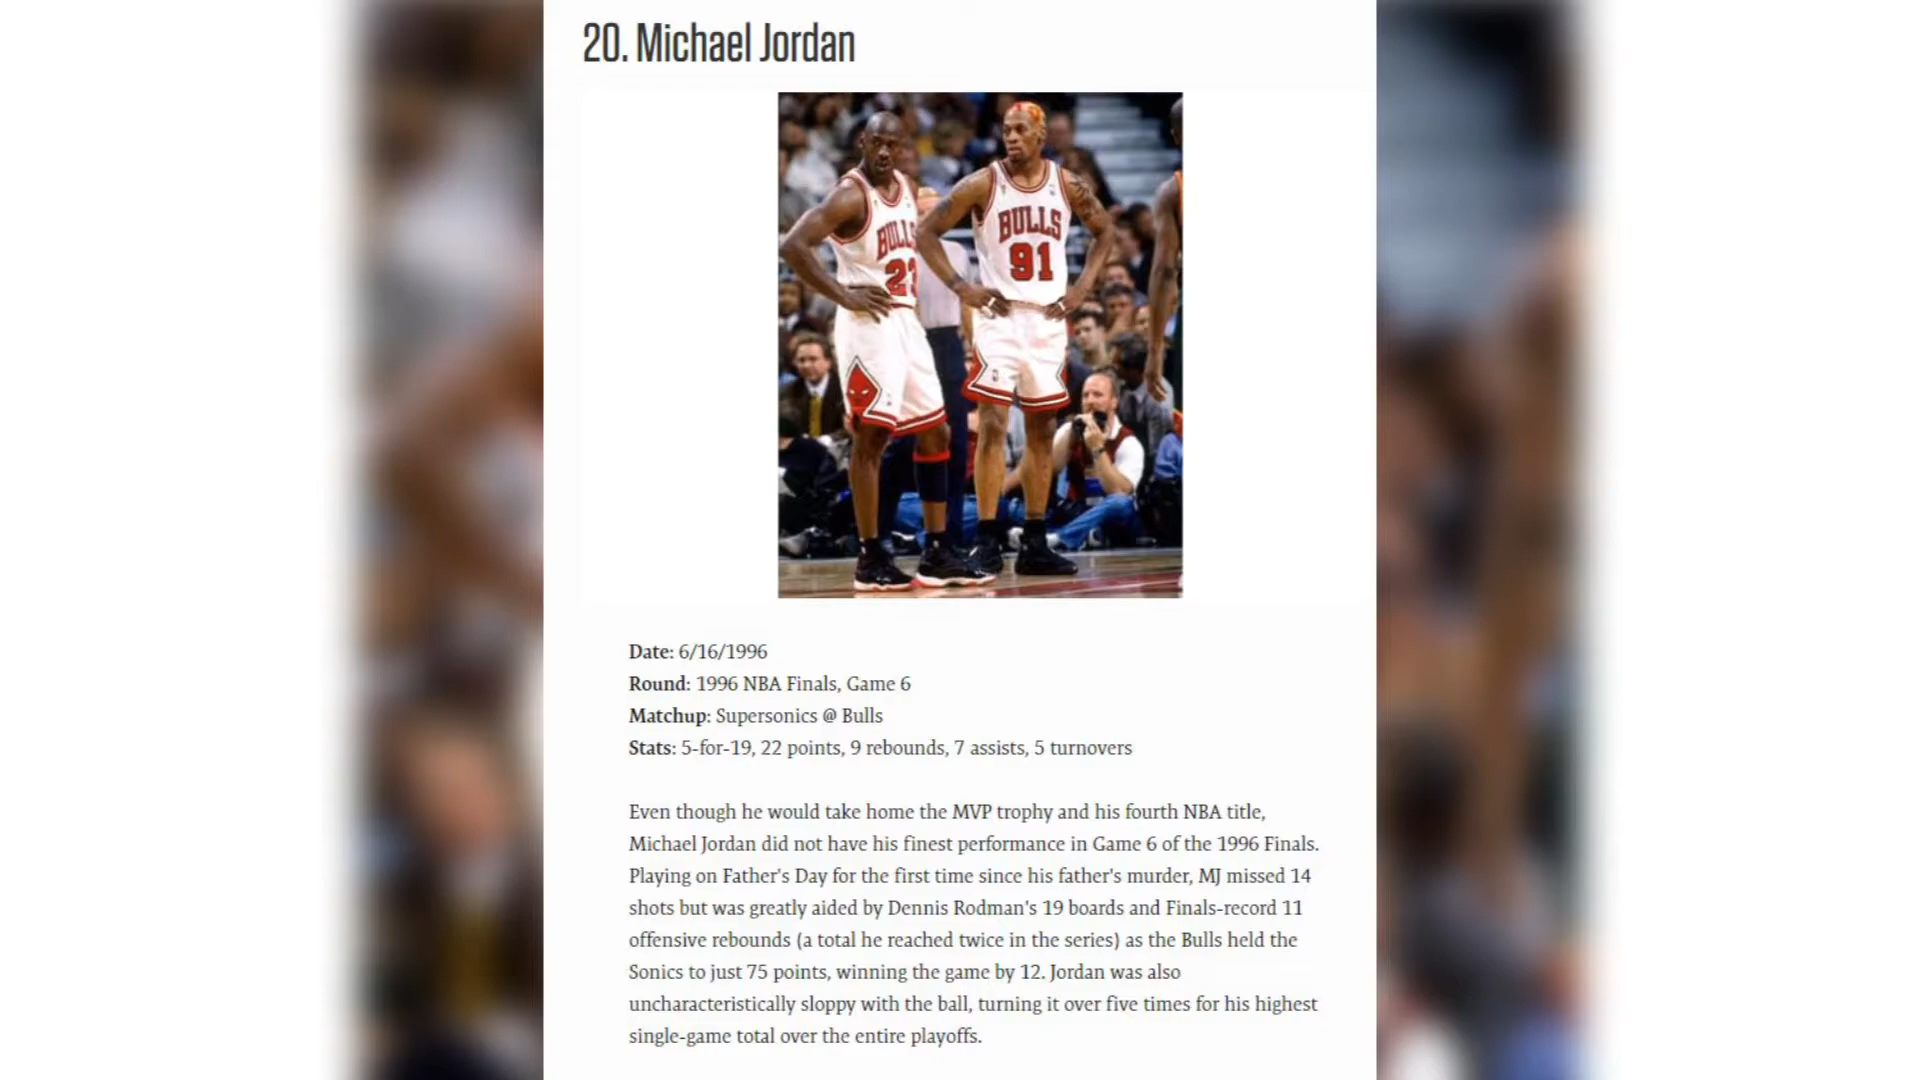 20. Michael Jordan
BULLS
23
BULLS
91
Date: 6/16/1996
Round: 1996 NBA Finals, Game 6
Matchup: Supersonics @ Bulls
Stats: 5-for-19, 22 points, 9 rebounds, 7 assists, 5 turnovers
Even though he would take home the MVP trophy and his fourth NBA title,
Michael Jordan did not have his finest performance in Game 6 of the 1996 Finals.
Playing on Father's Day for the first time since his father's murder, MJ missed 14
shots but was greatly aided by Dennis Rodman's 19 boards and Finals-record 11
offensive rebounds (a total he reached twice in the series) as the Bulls held the
Sonics to just 75 points, winning the game by 12. Jordan was also
uncharacteristically sloppy with the ball, turning it over five times for his highest
single-game total over the entire playoffs.